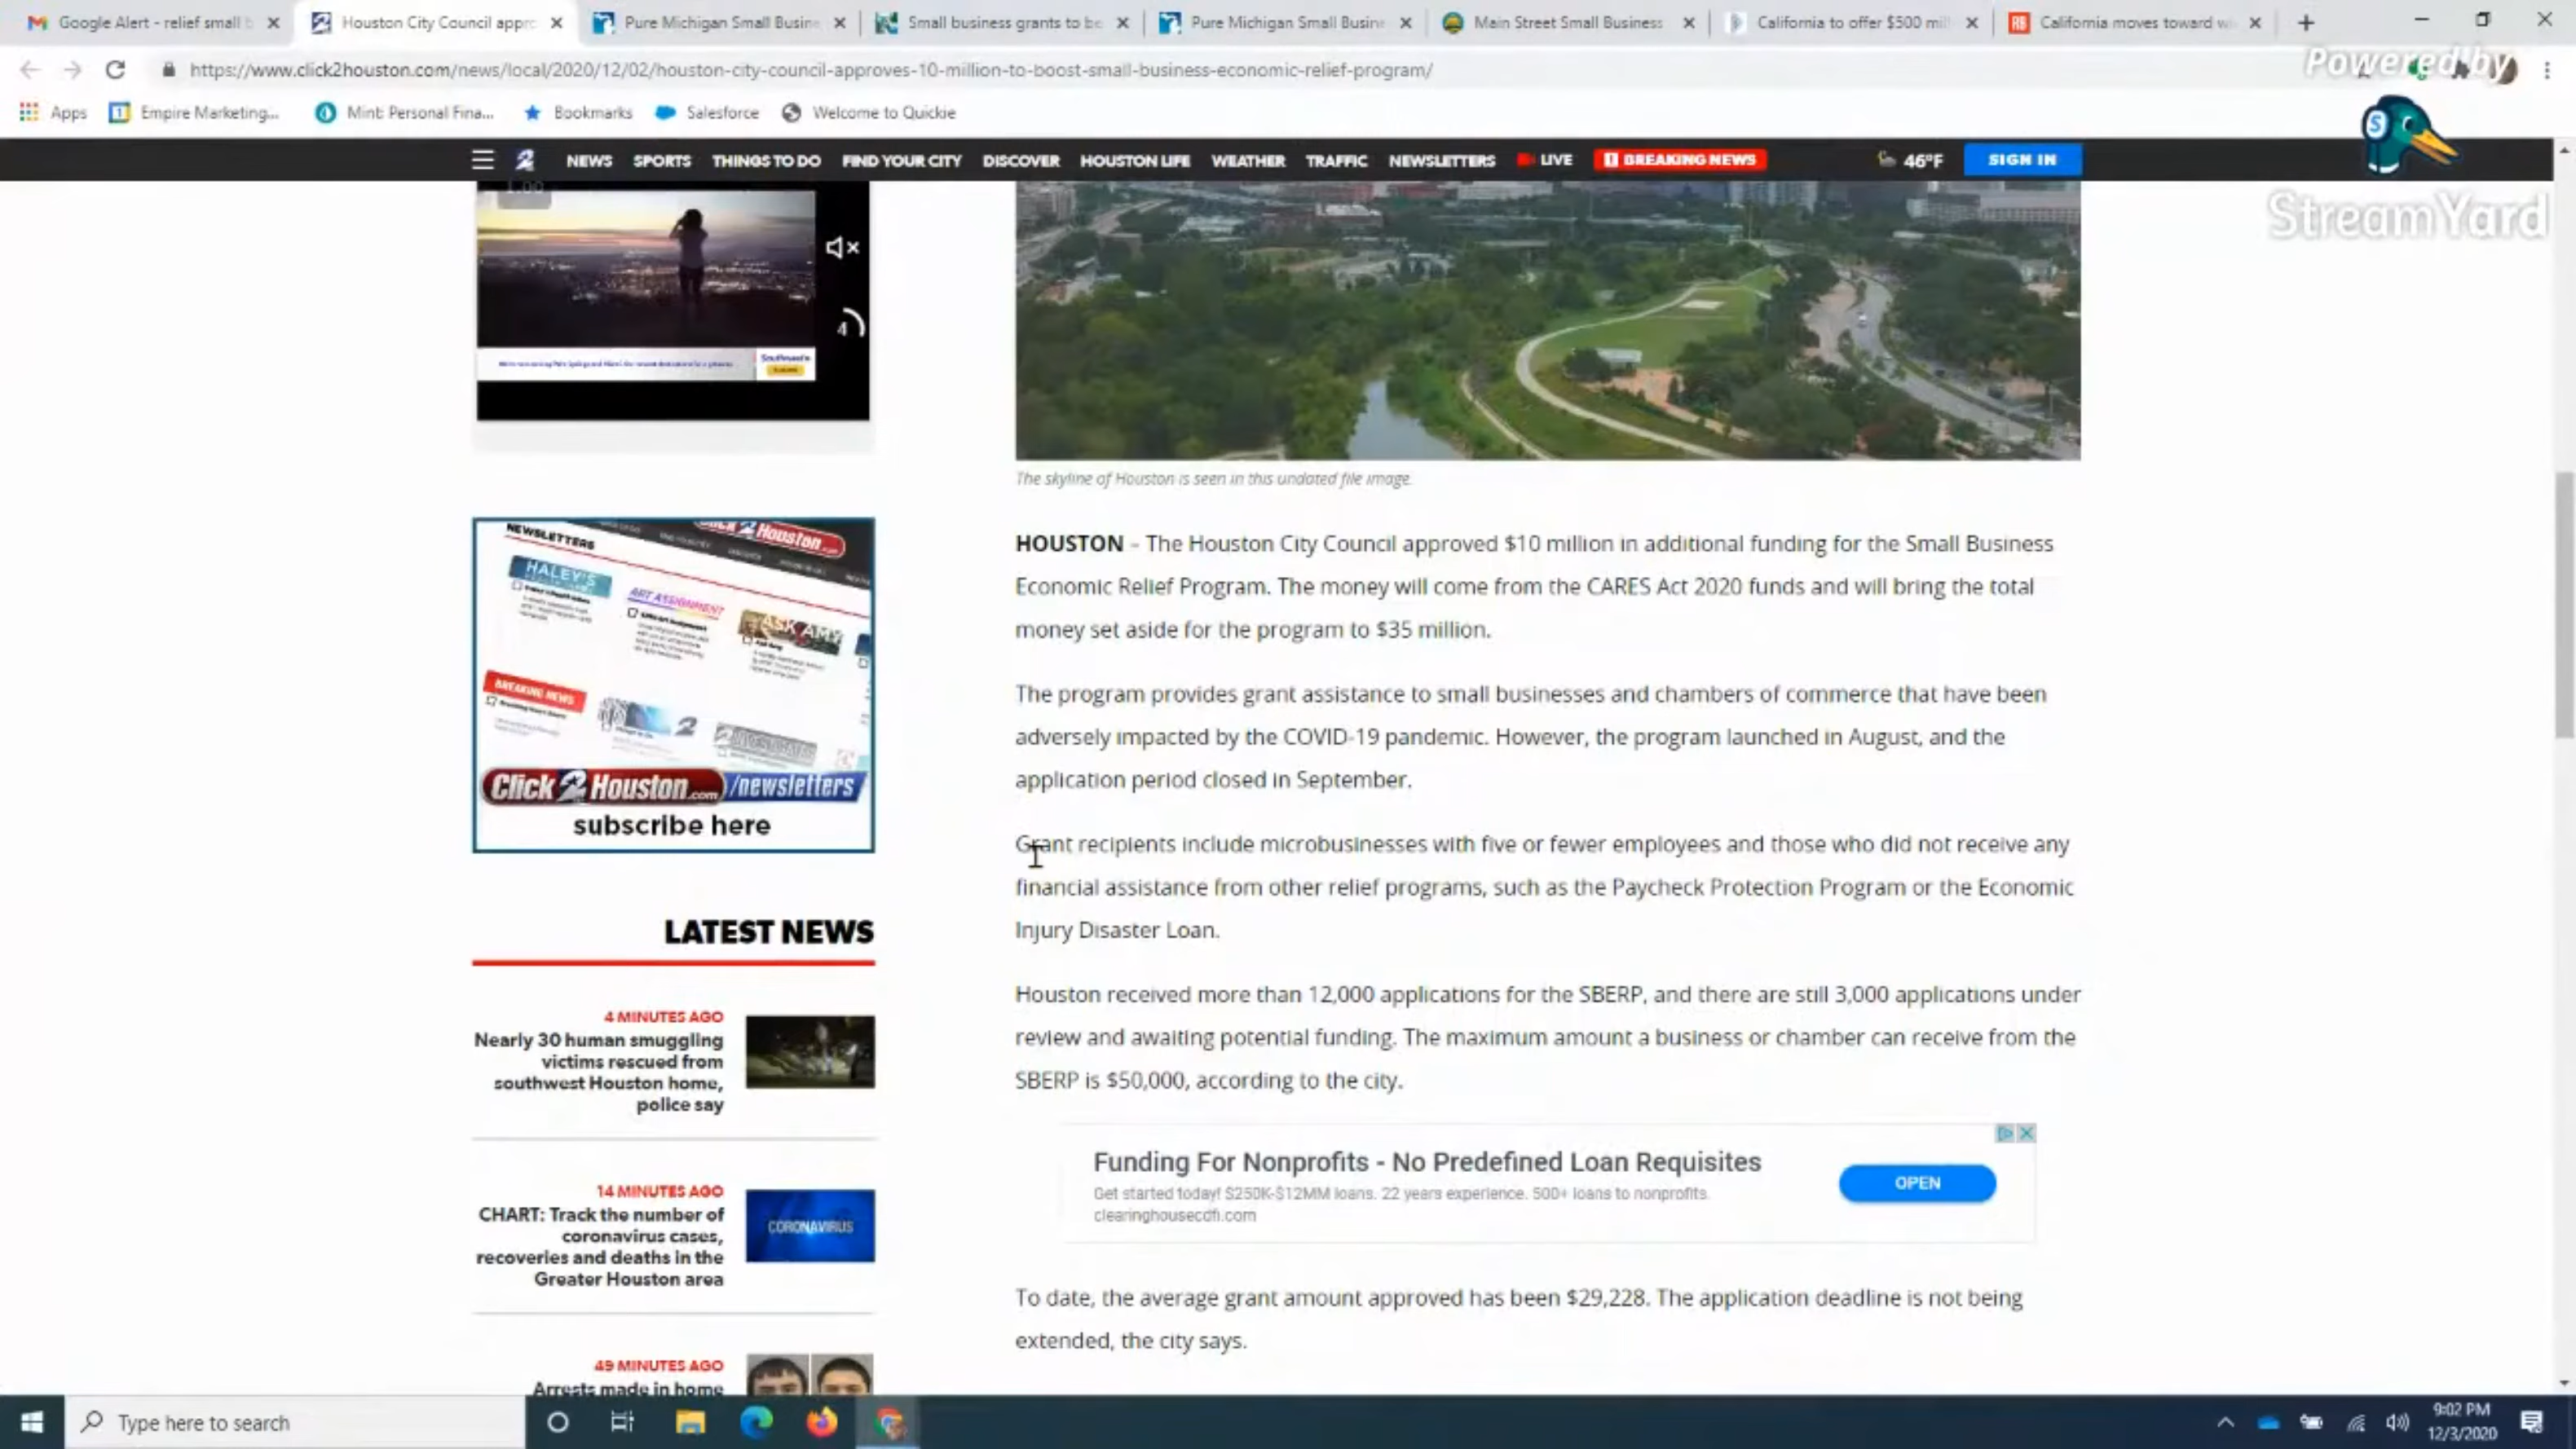 Google Alert - relief small b
Houston City Council appro
Pure Michigan Small Busine
Small business grants to be
Pure Michigan Small Busine
Main Street Small Business
California to offer $500 mil
California moves toward w
https://www.click2houston.com/news/local/2020/12/02/houston-city-council-approves-10-million-to-boost-small-business-economic-relief-program/
Powered by
StreamYard
Apps
Empire Marketing...
Mint: Personal Fina...
Bookmarks
Salesforce
Welcome to Quickie
NEWS SPORTS THINGS TO DO FIND YOUR CITY DISCOVER HOUSTON LIFE WEATHER TRAFFIC NEWSLETTERS LIVE BREAKING NEWS 46°F SIGN IN
1.00
4
Southwest
NEWSLETTERS
Click 2 Houston.com
HALEY'S
ART ASSIGNMENT
ASK AMY
BREAKING NEWS
Click 2 Houston.com /newsletters
subscribe here
LATEST NEWS
4 MINUTES AGO
Nearly 30 human smuggling
victims rescued from
southwest Houston home,
police say
14 MINUTES AGO
CHART: Track the number of
coronavirus cases,
recoveries and deaths in the
Greater Houston area
CORONAVIRUS
49 MINUTES AGO
Arrests made in home
The skyline of Houston is seen in this undated file image.
HOUSTON – The Houston City Council approved $10 million in additional funding for the Small Business
Economic Relief Program. The money will come from the CARES Act 2020 funds and will bring the total
money set aside for the program to $35 million.
The program provides grant assistance to small businesses and chambers of commerce that have been
adversely impacted by the COVID-19 pandemic. However, the program launched in August, and the
application period closed in September.
Grant recipients include microbusinesses with five or fewer employees and those who did not receive any
financial assistance from other relief programs, such as the Paycheck Protection Program or the Economic
Injury Disaster Loan.
Houston received more than 12,000 applications for the SBERP, and there are still 3,000 applications under
review and awaiting potential funding. The maximum amount a business or chamber can receive from the
SBERP is $50,000, according to the city.
Funding For Nonprofits - No Predefined Loan Requisites
Get started today! $250K-$12MM loans. 22 years experience. 500+ loans to nonprofits.
clearinghousecdfi.com
OPEN
To date, the average grant amount approved has been $29,228. The application deadline is not being
extended, the city says.
Type here to search
9:02 PM
12/3/2020